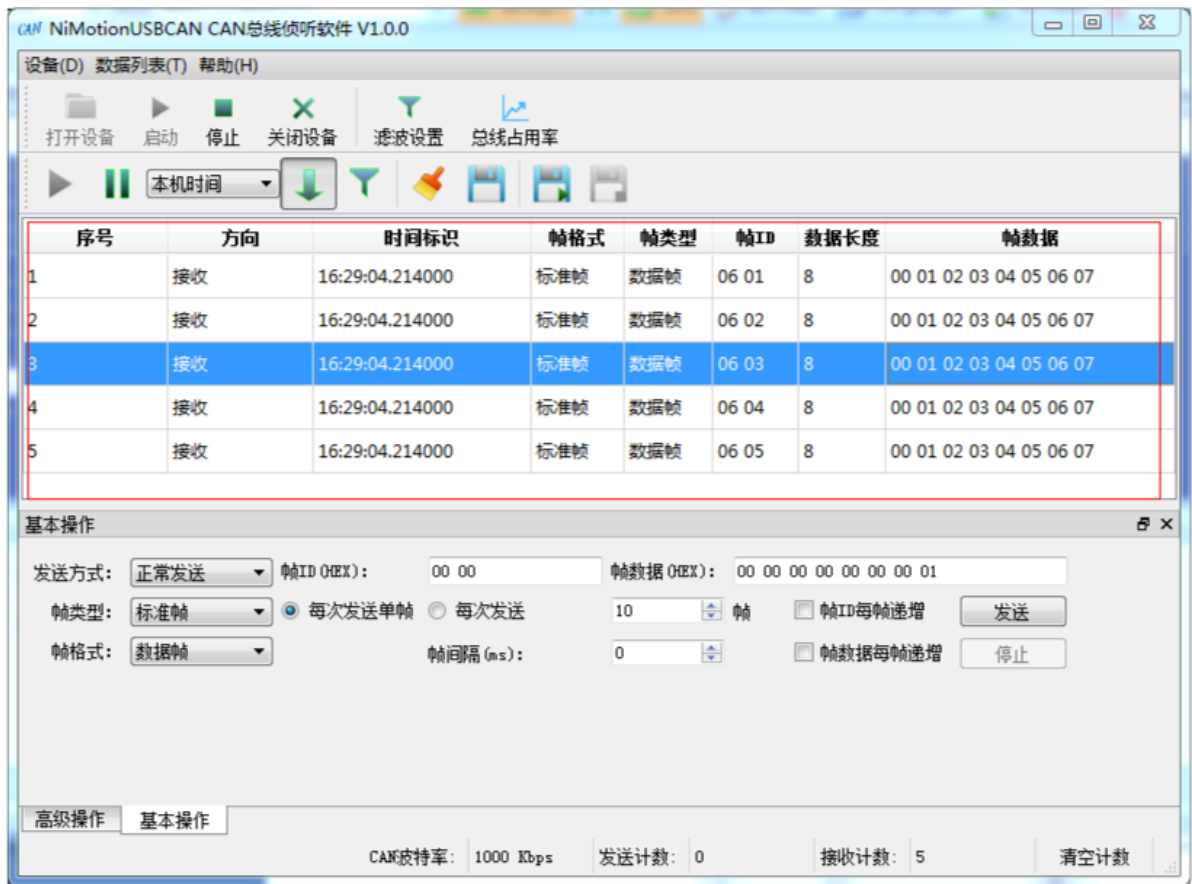 CAN NiMotionUSBCAN CAN总线侦听软件 V1.0.0
设备(D) 数据列表(T) 帮助(H)
打开设备 启动 停止 关闭设备 滤波设置 总线占用率
本机时间
序号 方向 时间标识 帧格式 帧类型 帧ID 数据长度 帧数据
1 接收 16:29:04.214000 标准帧 数据帧 06 01 8 00 01 02 03 04 05 06 07
2 接收 16:29:04.214000 标准帧 数据帧 06 02 8 00 01 02 03 04 05 06 07
3 接收 16:29:04.214000 标准帧 数据帧 06 03 8 00 01 02 03 04 05 06 07
4 接收 16:29:04.214000 标准帧 数据帧 06 04 8 00 01 02 03 04 05 06 07
5 接收 16:29:04.214000 标准帧 数据帧 06 05 8 00 01 02 03 04 05 06 07
基本操作
发送方式: 正常发送 帧ID(HEX): 00 00 帧数据(HEX): 00 00 00 00 00 00 00 01
帧类型: 标准帧 每次发送单帧 每次发送 10 帧 帧ID每帧递增 发送
帧格式: 数据帧 帧间隔(ms): 0 帧数据每帧递增 停止
高级操作 基本操作
CAN波特率: 1000 Kbps 发送计数: 0 接收计数: 5 清空计数